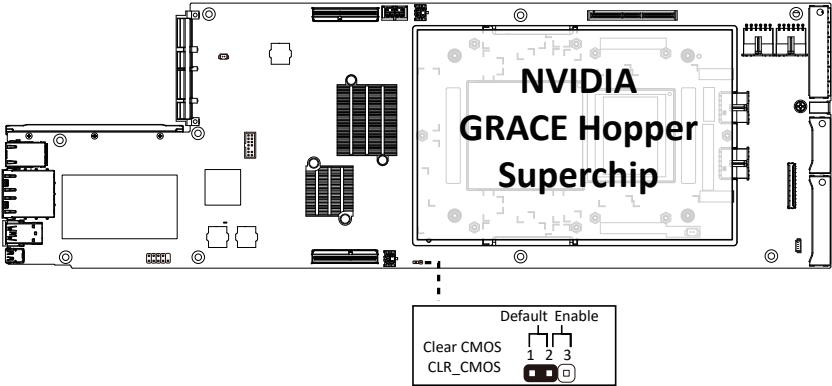 NVIDIA
GRACE Hopper
Superchip
Default Enable
Clear CMOS
1 2 3
CLR_CMOS